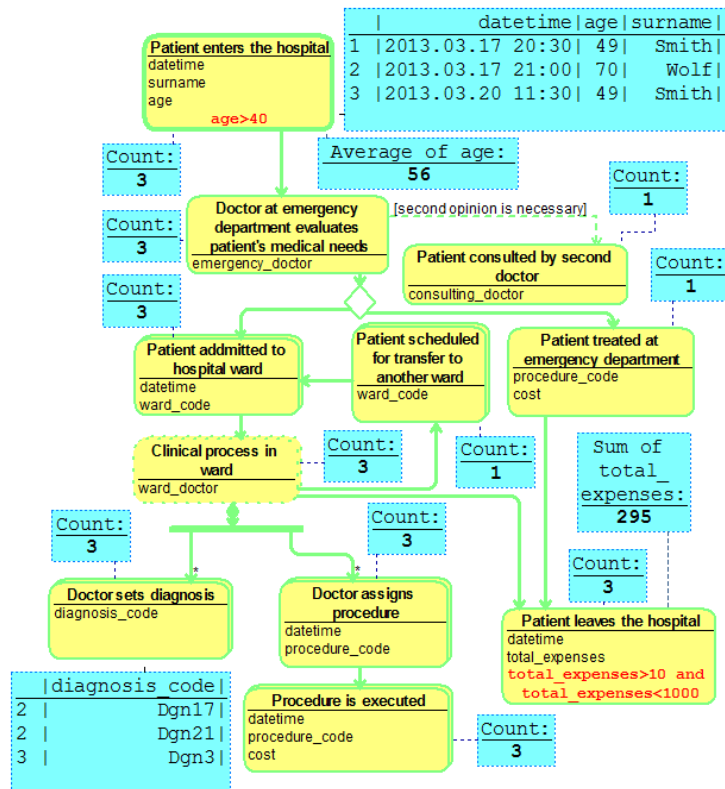 | datetime|age|surname|
1 |2013.03.17 20:30| 49| Smith|
2 |2013.03.17 21:00| 70| Wolf|
3 |2013.03.20 11:30| 49| Smith|
Patient enters the hospital
datetime
surname
age
age>40
Count:
3
Average of age:
56
Count:
1
Doctor at emergency
department evaluates
patient's medical needs
emergency_doctor
[second opinion is necessary]
Count:
3
Patient consulted by second
doctor
consulting_doctor
Count:
1
Count:
3
Patient addmitted to
hospital ward
datetime
ward_code
Patient scheduled
for transfer to
another ward
ward_code
Patient treated at
emergency department
procedure_code
cost
Clinical process in
ward
ward_doctor
Count:
3
Count:
1
Sum of
total_
expenses:
295
Count:
3
Count:
3
Count:
3
Doctor sets diagnosis
diagnosis_code
*
Doctor assigns
procedure
datetime
procedure_code
*
Patient leaves the hospital
datetime
total_expenses
total_expenses>10 and
total_expenses<1000
|diagnosis_code|
2 | Dgn17|
2 | Dgn21|
3 | Dgn3|
Procedure is executed
datetime
procedure_code
cost
Count:
3